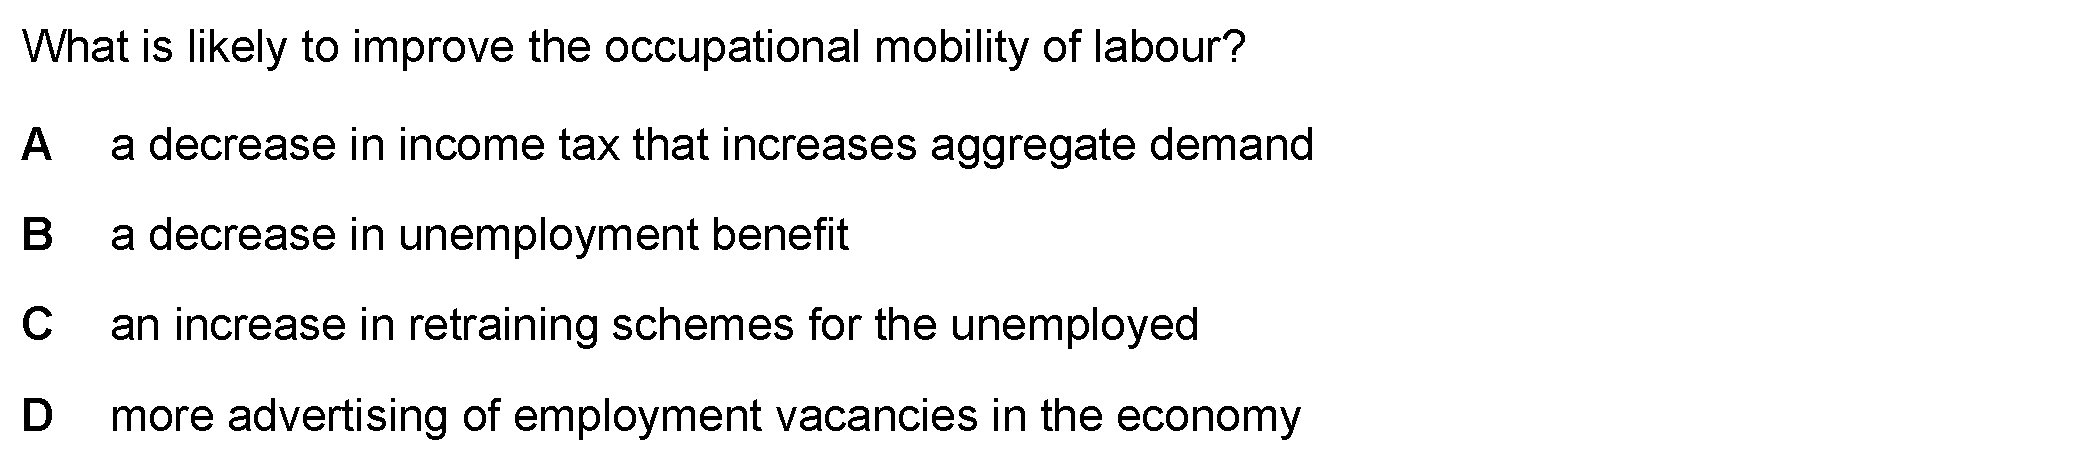 What is likely to improve the occupational mobility of labour?
A a decrease in income tax that increases aggregate demand
B a decrease in unemployment benefit
C an increase in retraining schemes for the unemployed
D more advertising of employment vacancies in the economy